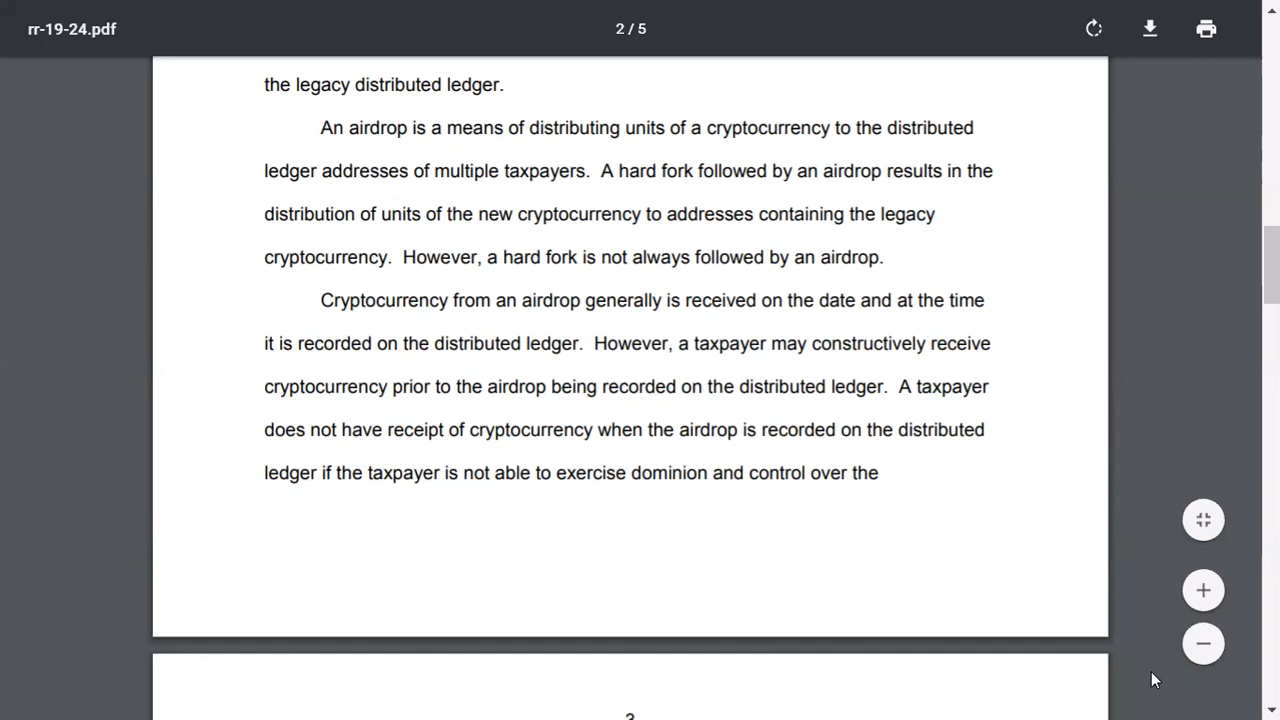 rr-19-24.pdf
2 / 5
the legacy distributed ledger.
An airdrop is a means of distributing units of a cryptocurrency to the distributed
ledger addresses of multiple taxpayers.  A hard fork followed by an airdrop results in the
distribution of units of the new cryptocurrency to addresses containing the legacy
cryptocurrency.  However, a hard fork is not always followed by an airdrop.
Cryptocurrency from an airdrop generally is received on the date and at the time
it is recorded on the distributed ledger.  However, a taxpayer may constructively receive
cryptocurrency prior to the airdrop being recorded on the distributed ledger.  A taxpayer
does not have receipt of cryptocurrency when the airdrop is recorded on the distributed
ledger if the taxpayer is not able to exercise dominion and control over the
3